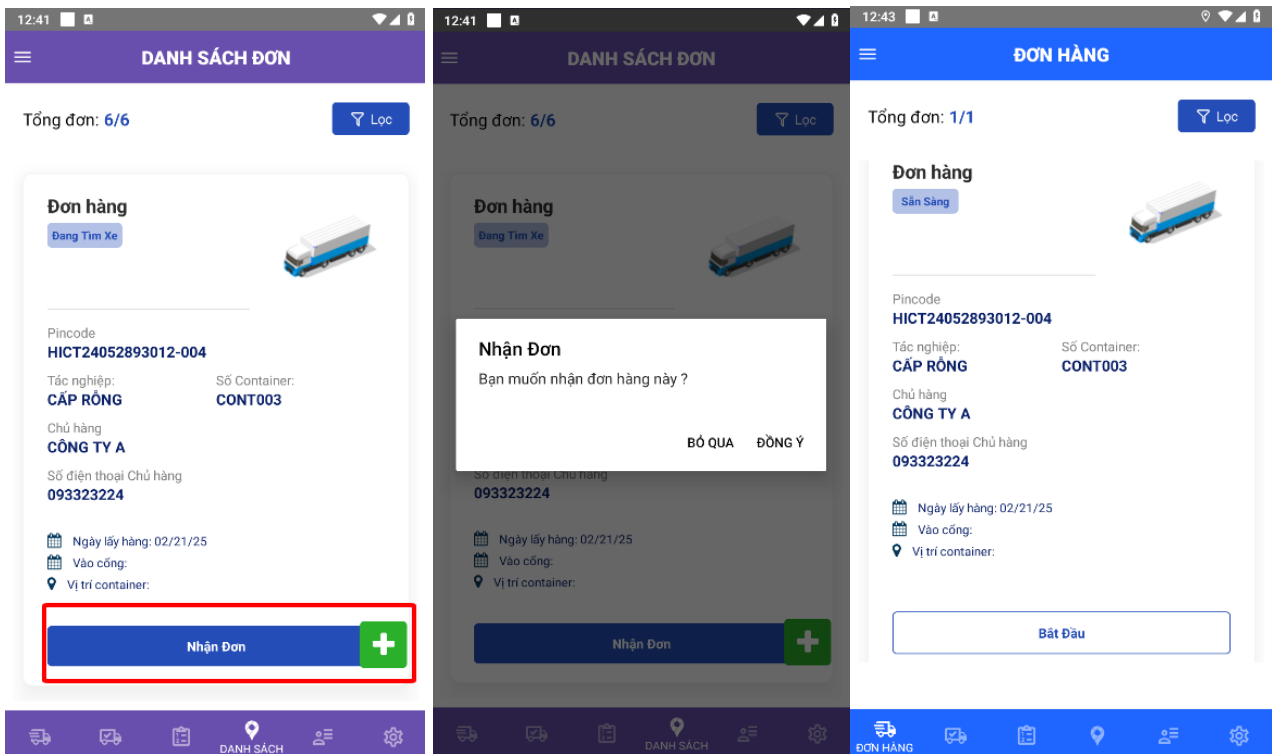 12:41
DANH SÁCH ĐƠN
Tổng đơn: 6/6
Lọc
Đơn hàng
Đang Tìm Xe
Pincode
HICT24052893012-004
Tác nghiệp: Số Container:
CẤP RỖNG CONT003
Chủ hàng
CÔNG TY A
Số điện thoại Chủ hàng
093323224
Ngày lấy hàng: 02/21/25
Vào cổng:
Vị trí container:
Nhận Đơn
DANH SÁCH
12:41
DANH SÁCH ĐƠN
Tổng đơn: 6/6
Lọc
Đơn hàng
Đang Tìm Xe
Nhận Đơn
Bạn muốn nhận đơn hàng này ?
BỎ QUA ĐỒNG Ý
Số điện thoại Chủ hàng
093323224
Ngày lấy hàng: 02/21/25
Vào cổng:
Vị trí container:
Nhận Đơn
DANH SÁCH
12:43
ĐƠN HÀNG
Tổng đơn: 1/1
Lọc
Đơn hàng
Sẵn Sàng
Pincode
HICT24052893012-004
Tác nghiệp: Số Container:
CẤP RỖNG CONT003
Chủ hàng
CÔNG TY A
Số điện thoại Chủ hàng
093323224
Ngày lấy hàng: 02/21/25
Vào cổng:
Vị trí container:
Bắt Đầu
ĐƠN HÀNG